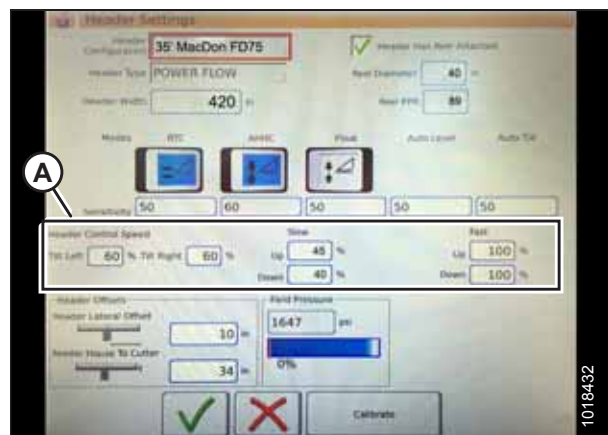 Header Settings
Header Configuration 35' MacDon FD75 Header Has Reel Attached
Header Type POWER FLOW Reel Diameter 40 in
Header Width 420 in Reel PPR 89
Modes RTC AHHC Float Auto Level Auto Tilt
A
Sensitivity 50 60 50 50 50
Header Control Speed Slow Fast
Tilt Left 60 % Tilt Right 60 % Up 45 % Up 100 %
Down 40 % Down 100 %
Header Offsets Field Pressure
Header Lateral Offset 1647 psi
10 in
Feeder House To Cutter 0%
34 in
Calibrate
1018432